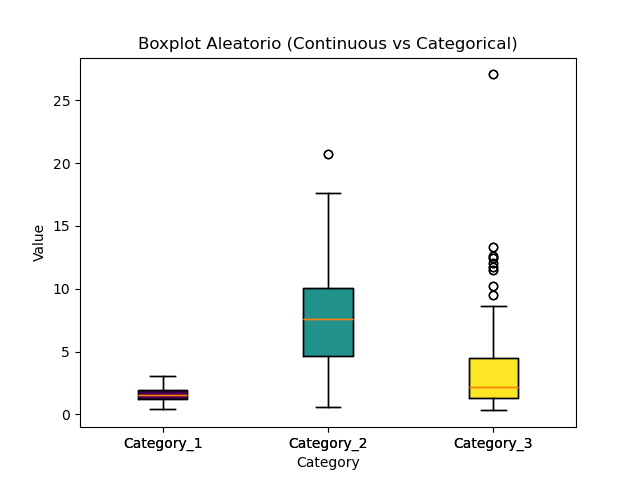 Boxplot Aleatorio (Continuous vs Categorical)
25
20
15
10
5
0
Value
Category_1
Category_2
Category_3
Category